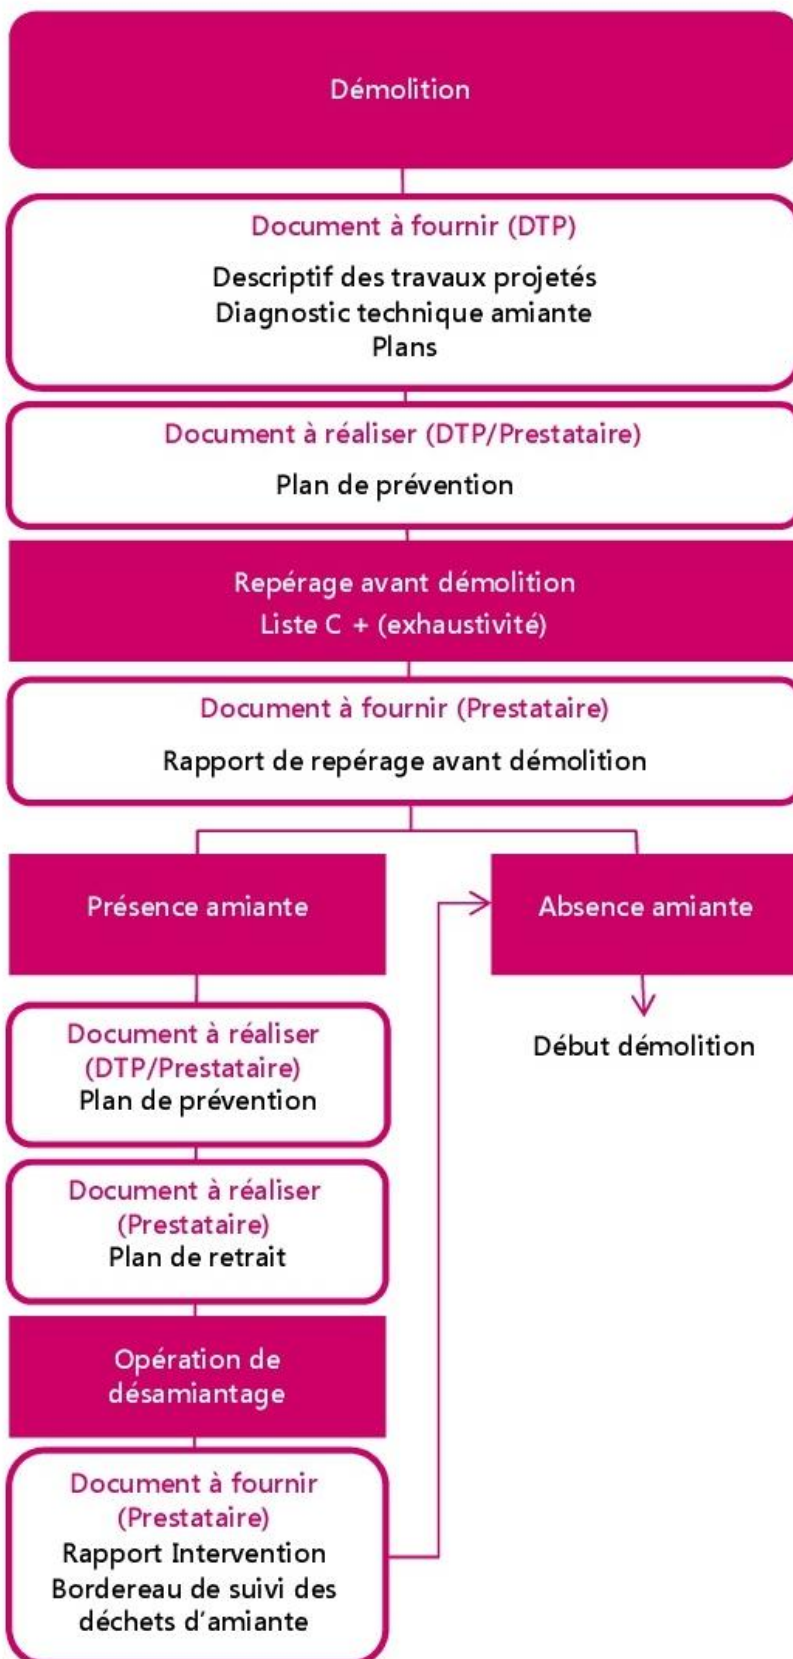 Démolition
Document à fournir (DTP)
Descriptif des travaux projetés
Diagnostic technique amiante
Plans
Document à réaliser (DTP/Prestataire)
Plan de prévention
Repérage avant démolition
Liste C + (exhaustivité)
Document à fournir (Prestataire)
Rapport de repérage avant démolition
Présence amiante
Absence amiante
Début démolition
Document à réaliser
(DTP/Prestataire)
Plan de prévention
Document à réaliser
(Prestataire)
Plan de retrait
Opération de
désamiantage
Document à fournir
(Prestataire)
Rapport Intervention
Bordereau de suivi des
déchets d'amiante